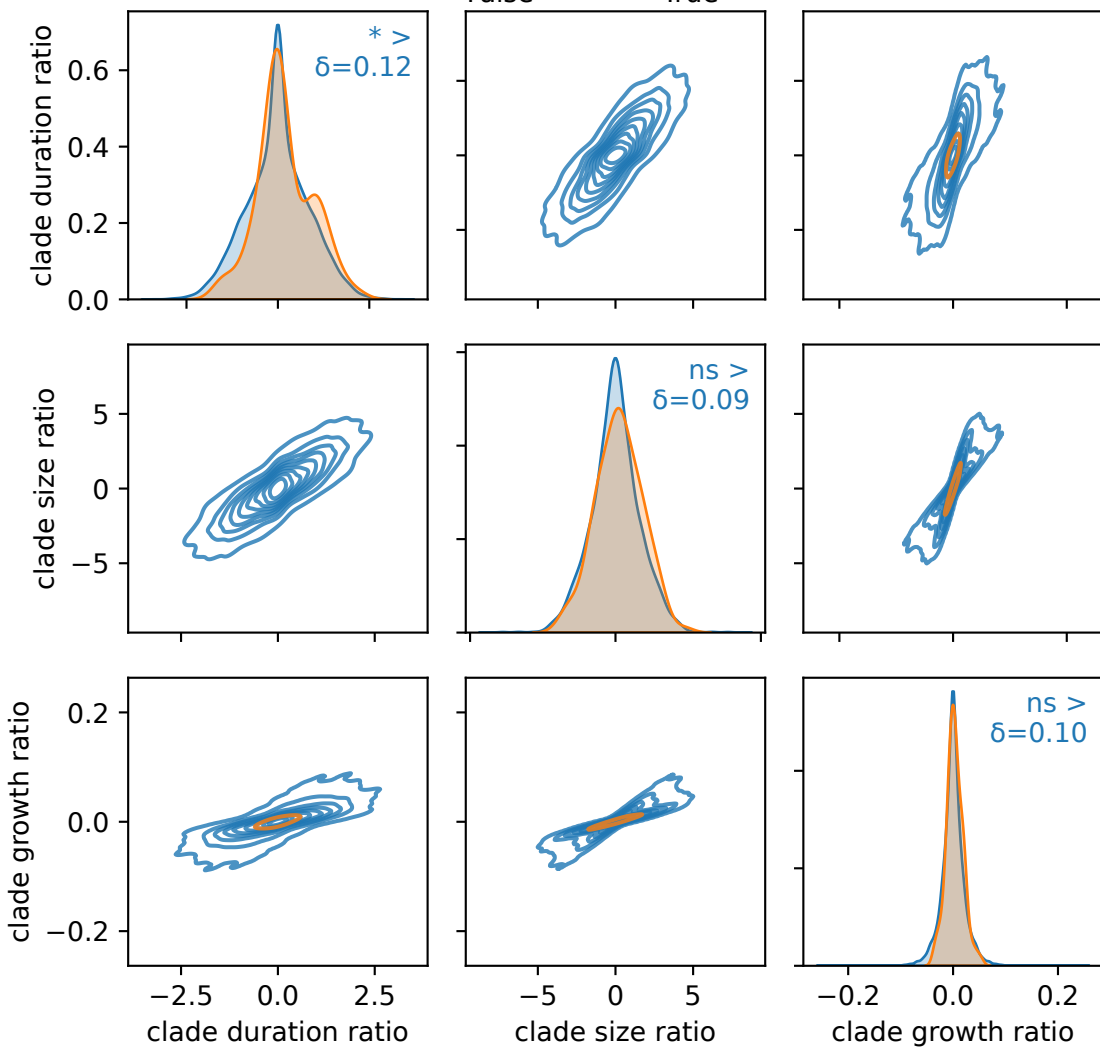 clade duration ratio
0.6
0.4
0.2
0.0
* >
δ=0.12
clade size ratio
5
0
−5
ns >
δ=0.09
clade growth ratio
0.2
0.0
−0.2
ns >
δ=0.10
−2.5 0.0 2.5
−5 0 5
−0.2 0.0 0.2
clade duration ratio
clade size ratio
clade growth ratio